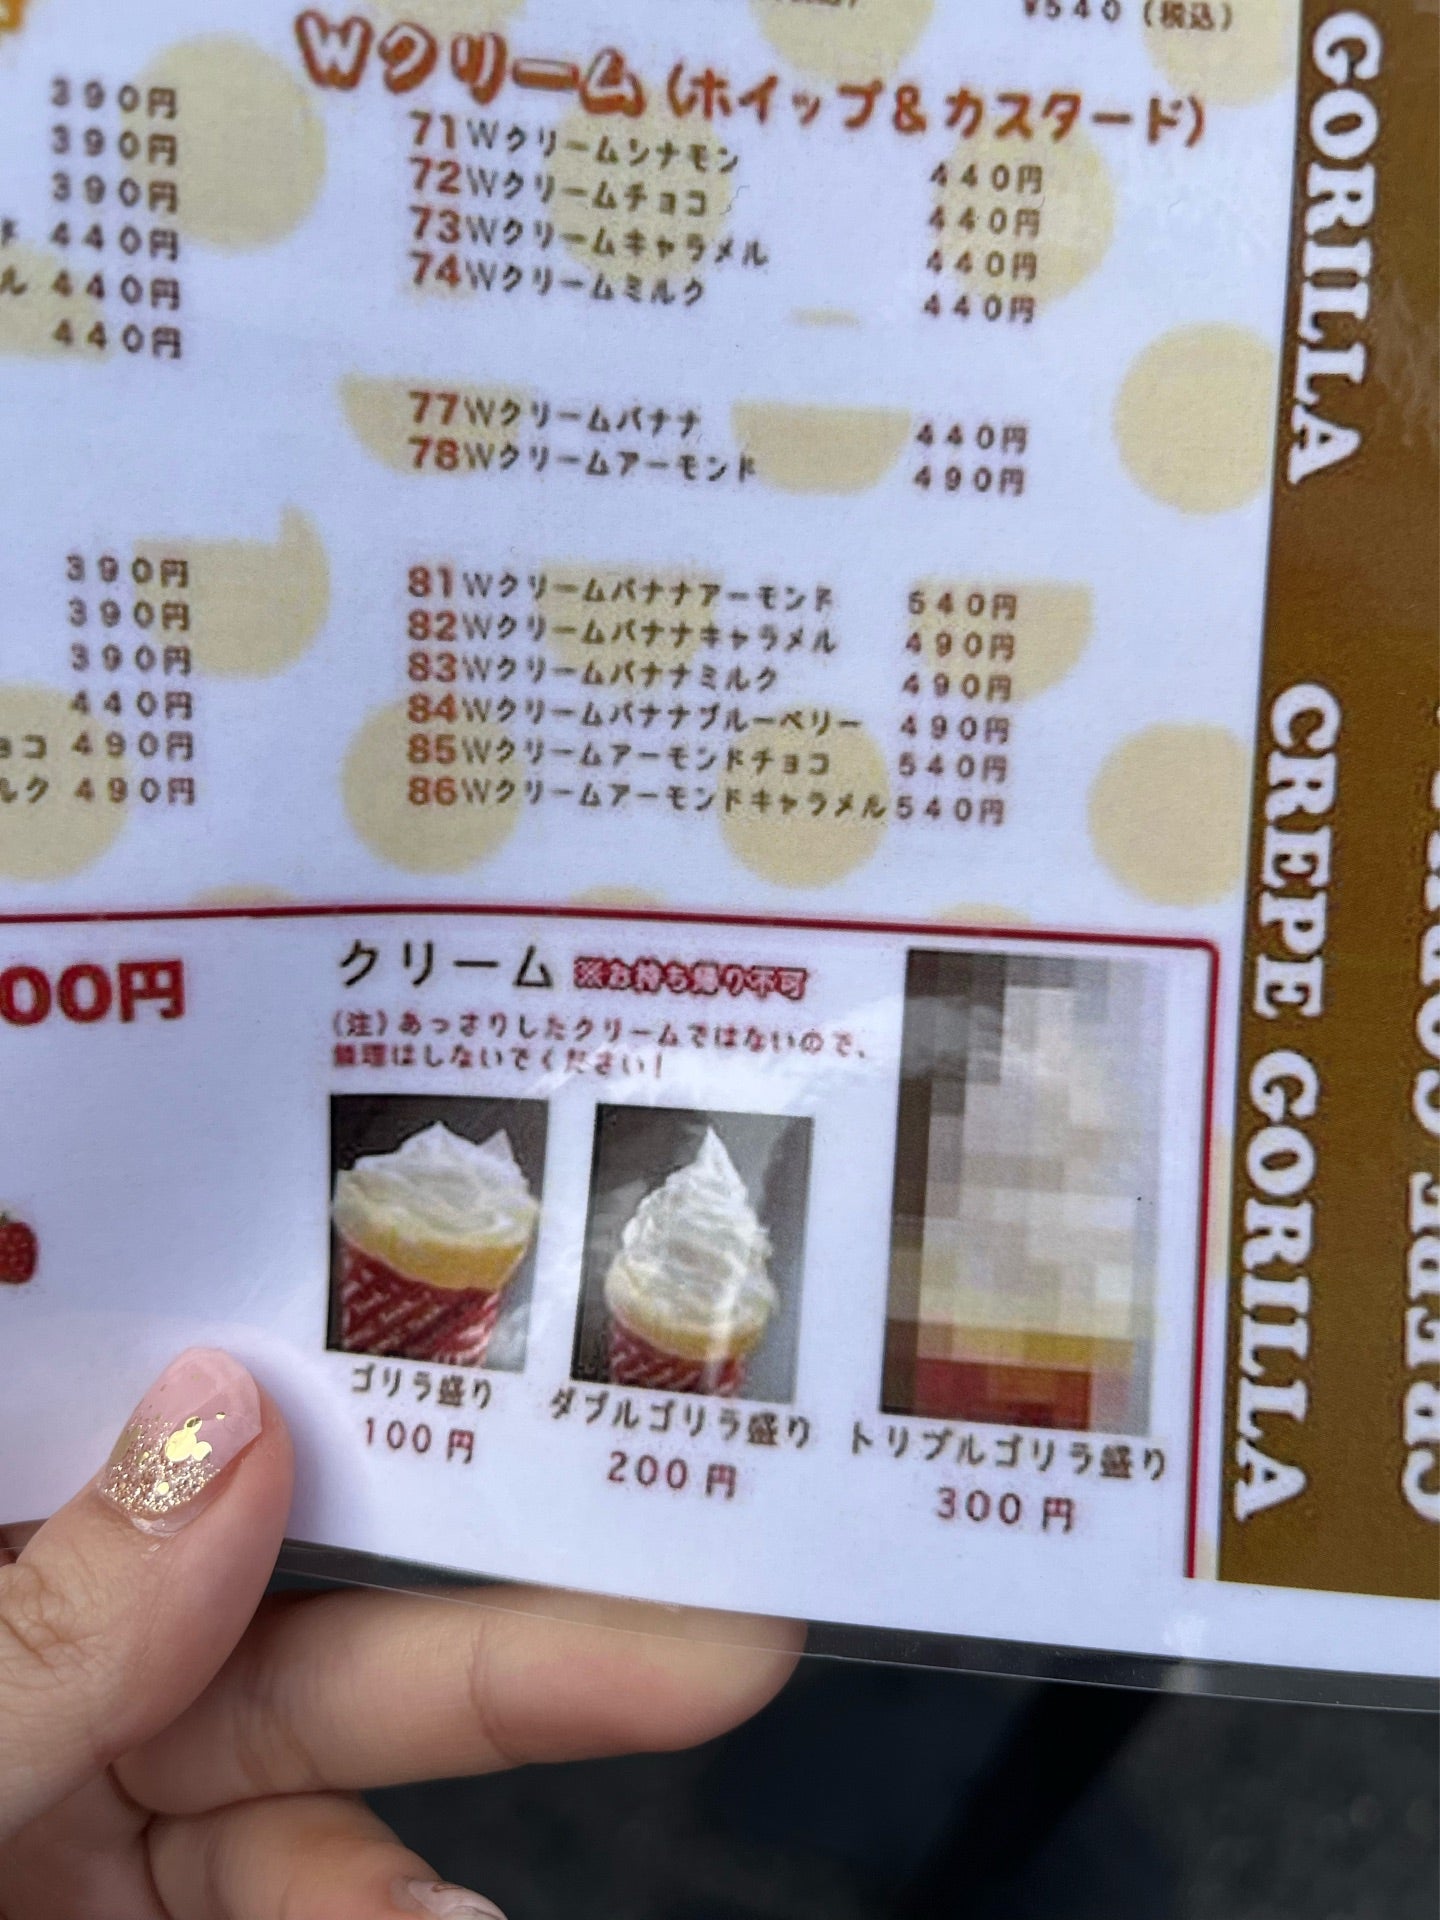 ¥540（税込）
Wクリーム（ホイップ＆カスタード）
71Wクリームシナモン 440円
72Wクリームチョコ 440円
73Wクリームキャラメル 440円
74Wクリームミルク 440円
77Wクリームバナナ 440円
78Wクリームアーモンド 490円
81Wクリームバナナアーモンド 540円
82Wクリームバナナキャラメル 490円
83Wクリームバナナミルク 490円
84Wクリームバナナブルーベリー 490円
85Wクリームアーモンドチョコ 540円
86Wクリームアーモンドキャラメル 540円
390円
390円
390円
440円
ル 440円
440円
390円
390円
390円
440円
ョコ 490円
ルク 490円
00円
クリーム ※お持ち帰り不可
（注）あっさりしたクリームではないので、
無理はしないでください！
ゴリラ盛り
100円
ダブルゴリラ盛り
200円
トリプルゴリラ盛り
300円
GORILLA
CREPE GORILLA